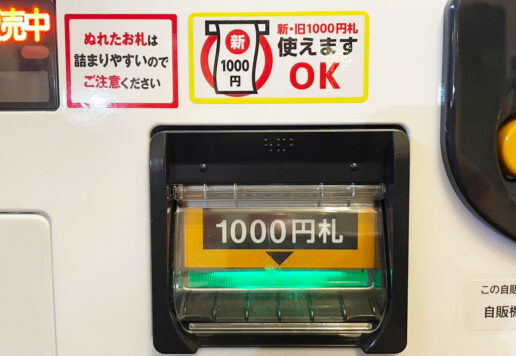 売中
ぬれたお札は
詰まりやすいので
ご注意ください
新
1000
円
新・旧1000円札
使えます
OK
1000円札
この自販
自販機